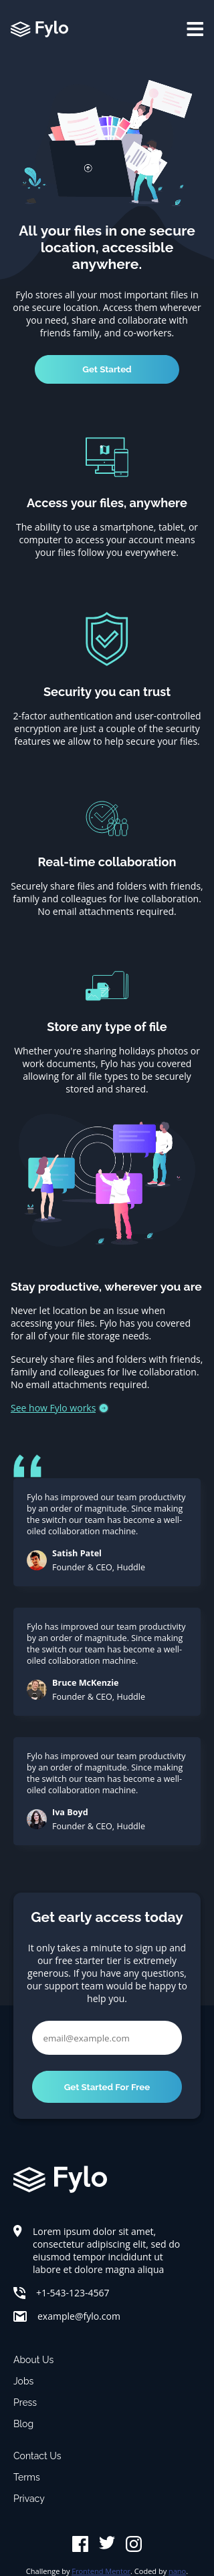 Fylo
All your files in one secure
location, accessible
anywhere.
Fylo stores all your most important files in
one secure location. Access them wherever
you need, share and collaborate with
friends family, and co-workers.
Get Started
Access your files, anywhere
The ability to use a smartphone, tablet, or
computer to access your account means
your files follow you everywhere.
Security you can trust
2-factor authentication and user-controlled
encryption are just a couple of the security
features we allow to help secure your files.
Real-time collaboration
Securely share files and folders with friends,
family and colleagues for live collaboration.
No email attachments required.
Store any type of file
Whether you're sharing holidays photos or
work documents, Fylo has you covered
allowing for all file types to be securely
stored and shared.
Stay productive, wherever you are
Never let location be an issue when
accessing your files. Fylo has you covered
for all of your file storage needs.
Securely share files and folders with friends,
family and colleagues for live collaboration.
No email attachments required.
See how Fylo works
Fylo has improved our team productivity
by an order of magnitude. Since making
the switch our team has become a well-
oiled collaboration machine.
Satish Patel
Founder & CEO, Huddle
Fylo has improved our team productivity
by an order of magnitude. Since making
the switch our team has become a well-
oiled collaboration machine.
Bruce McKenzie
Founder & CEO, Huddle
Fylo has improved our team productivity
by an order of magnitude. Since making
the switch our team has become a well-
oiled collaboration machine.
Iva Boyd
Founder & CEO, Huddle
Get early access today
It only takes a minute to sign up and
our free starter tier is extremely
generous. If you have any questions,
our support team would be happy to
help you.
email@example.com
Get Started For Free
Fylo
Lorem ipsum dolor sit amet,
consectetur adipiscing elit, sed do
eiusmod tempor incididunt ut
labore et dolore magna aliqua
+1-543-123-4567
example@fylo.com
About Us
Jobs
Press
Blog
Contact Us
Terms
Privacy
Challenge by Frontend Mentor. Coded by nano.